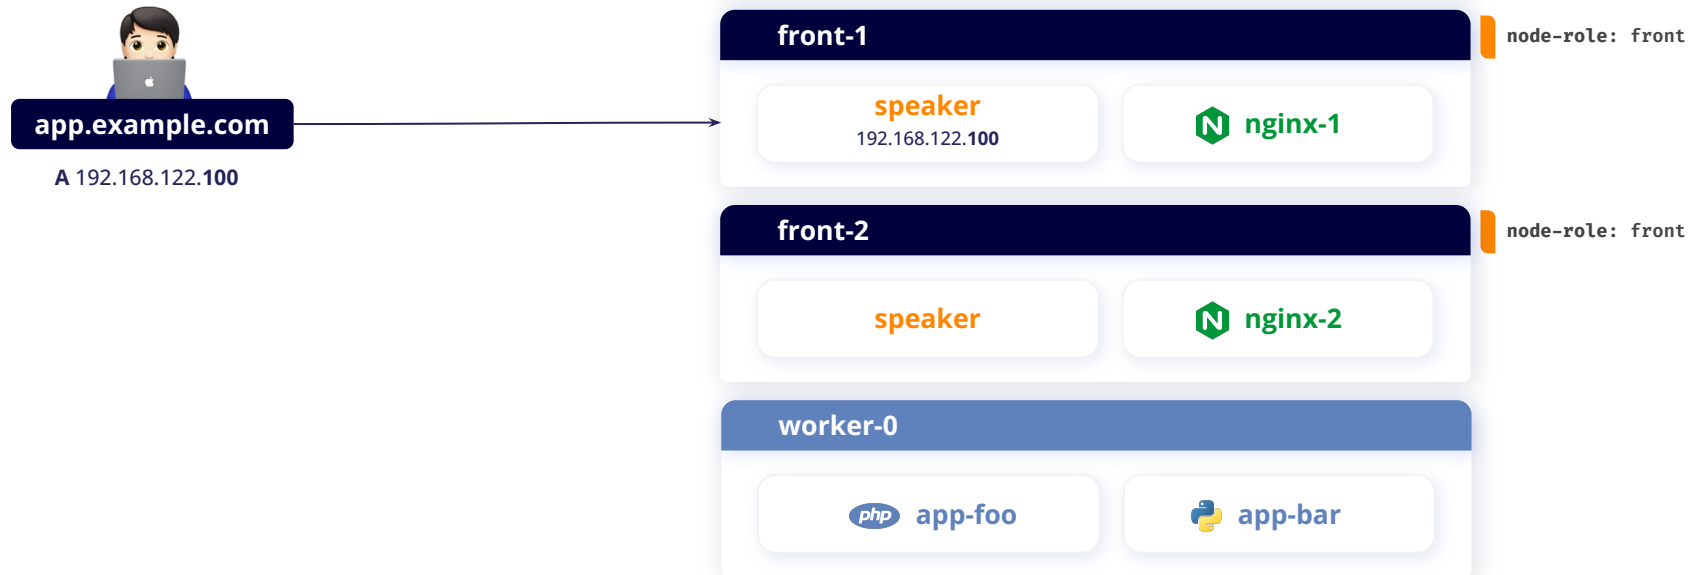 app.example.com
A 192.168.122.100
front-1
node-role: front
speaker
192.168.122.100
nginx-1
front-2
node-role: front
speaker
nginx-2
worker-0
php
app-foo
app-bar